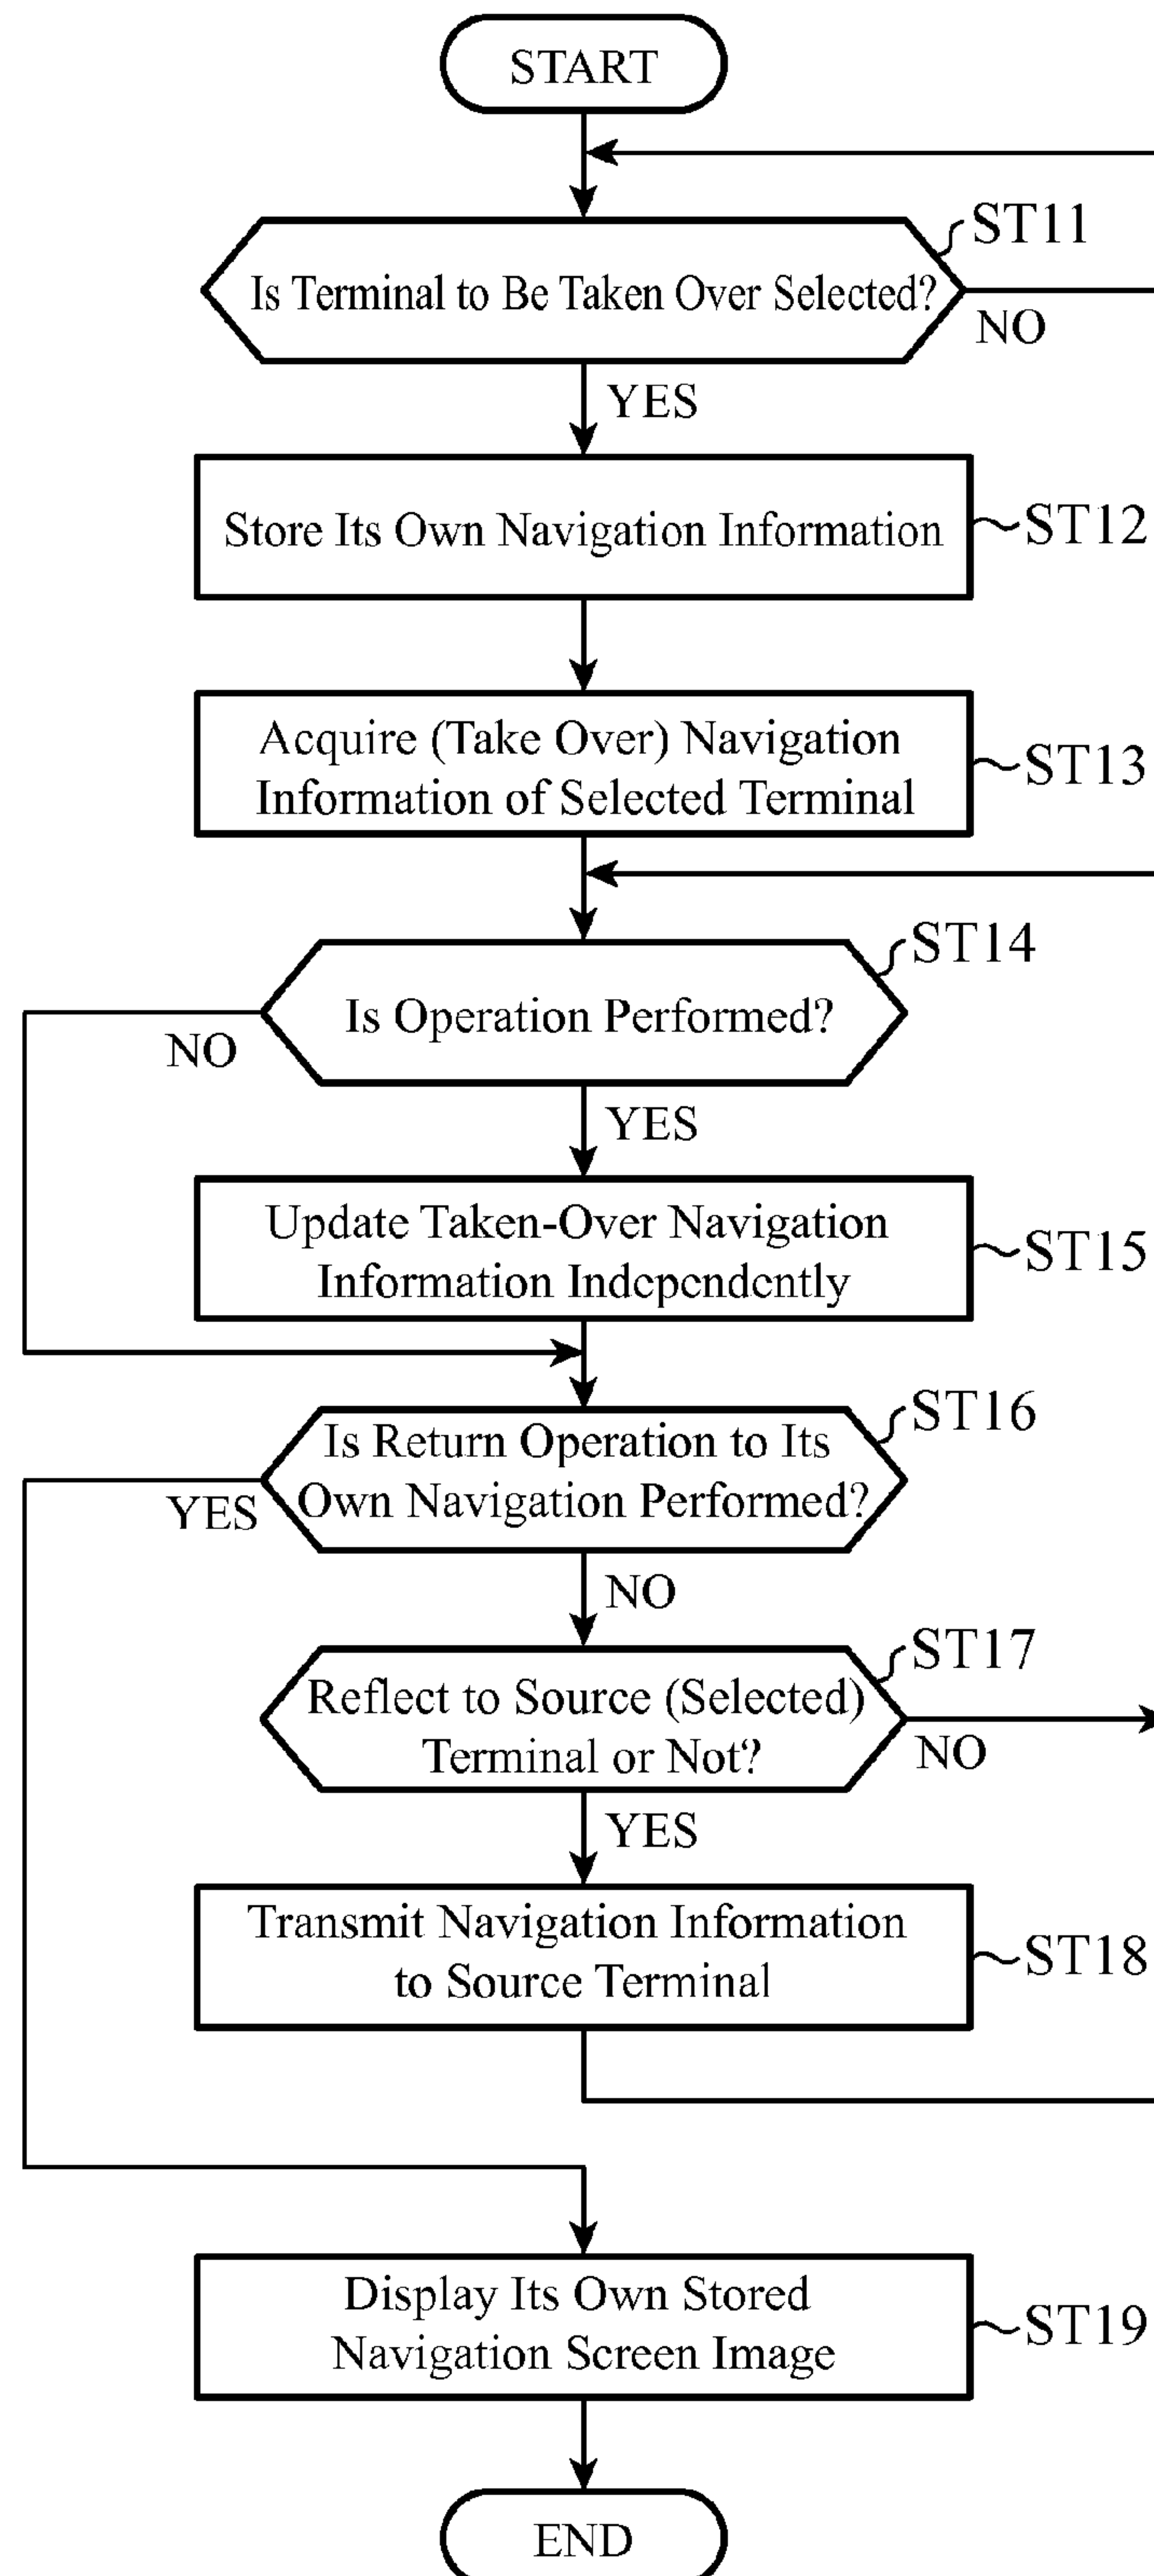 START
ST11
Is Terminal to Be Taken Over Selected?
NO
YES
Store Its Own Navigation Information
ST12
Acquire (Take Over) Navigation
Information of Selected Terminal
ST13
ST14
Is Operation Performed?
NO
YES
Update Taken-Over Navigation
Information Independently
ST15
ST16
Is Return Operation to Its
Own Navigation Performed?
YES
NO
ST17
Reflect to Source (Selected)
Terminal or Not?
NO
YES
Transmit Navigation Information
to Source Terminal
ST18
Display Its Own Stored
Navigation Screen Image
ST19
END